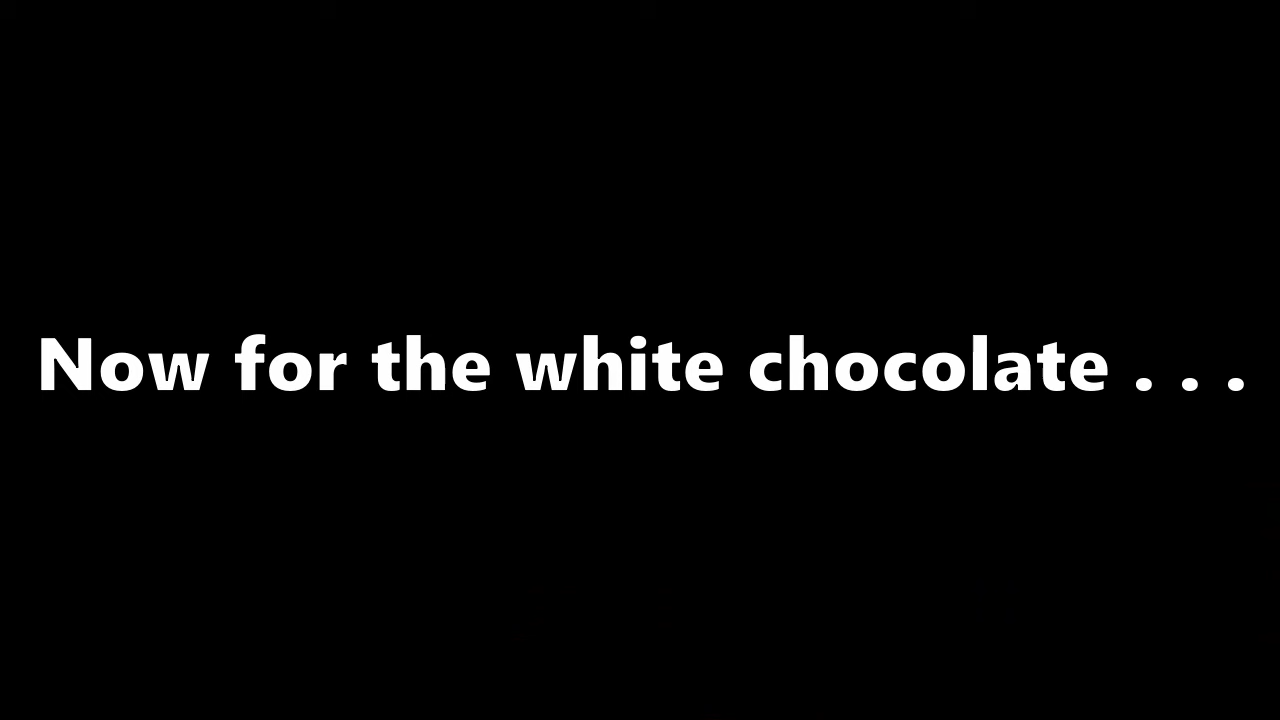 Now for the white chocolate . . .